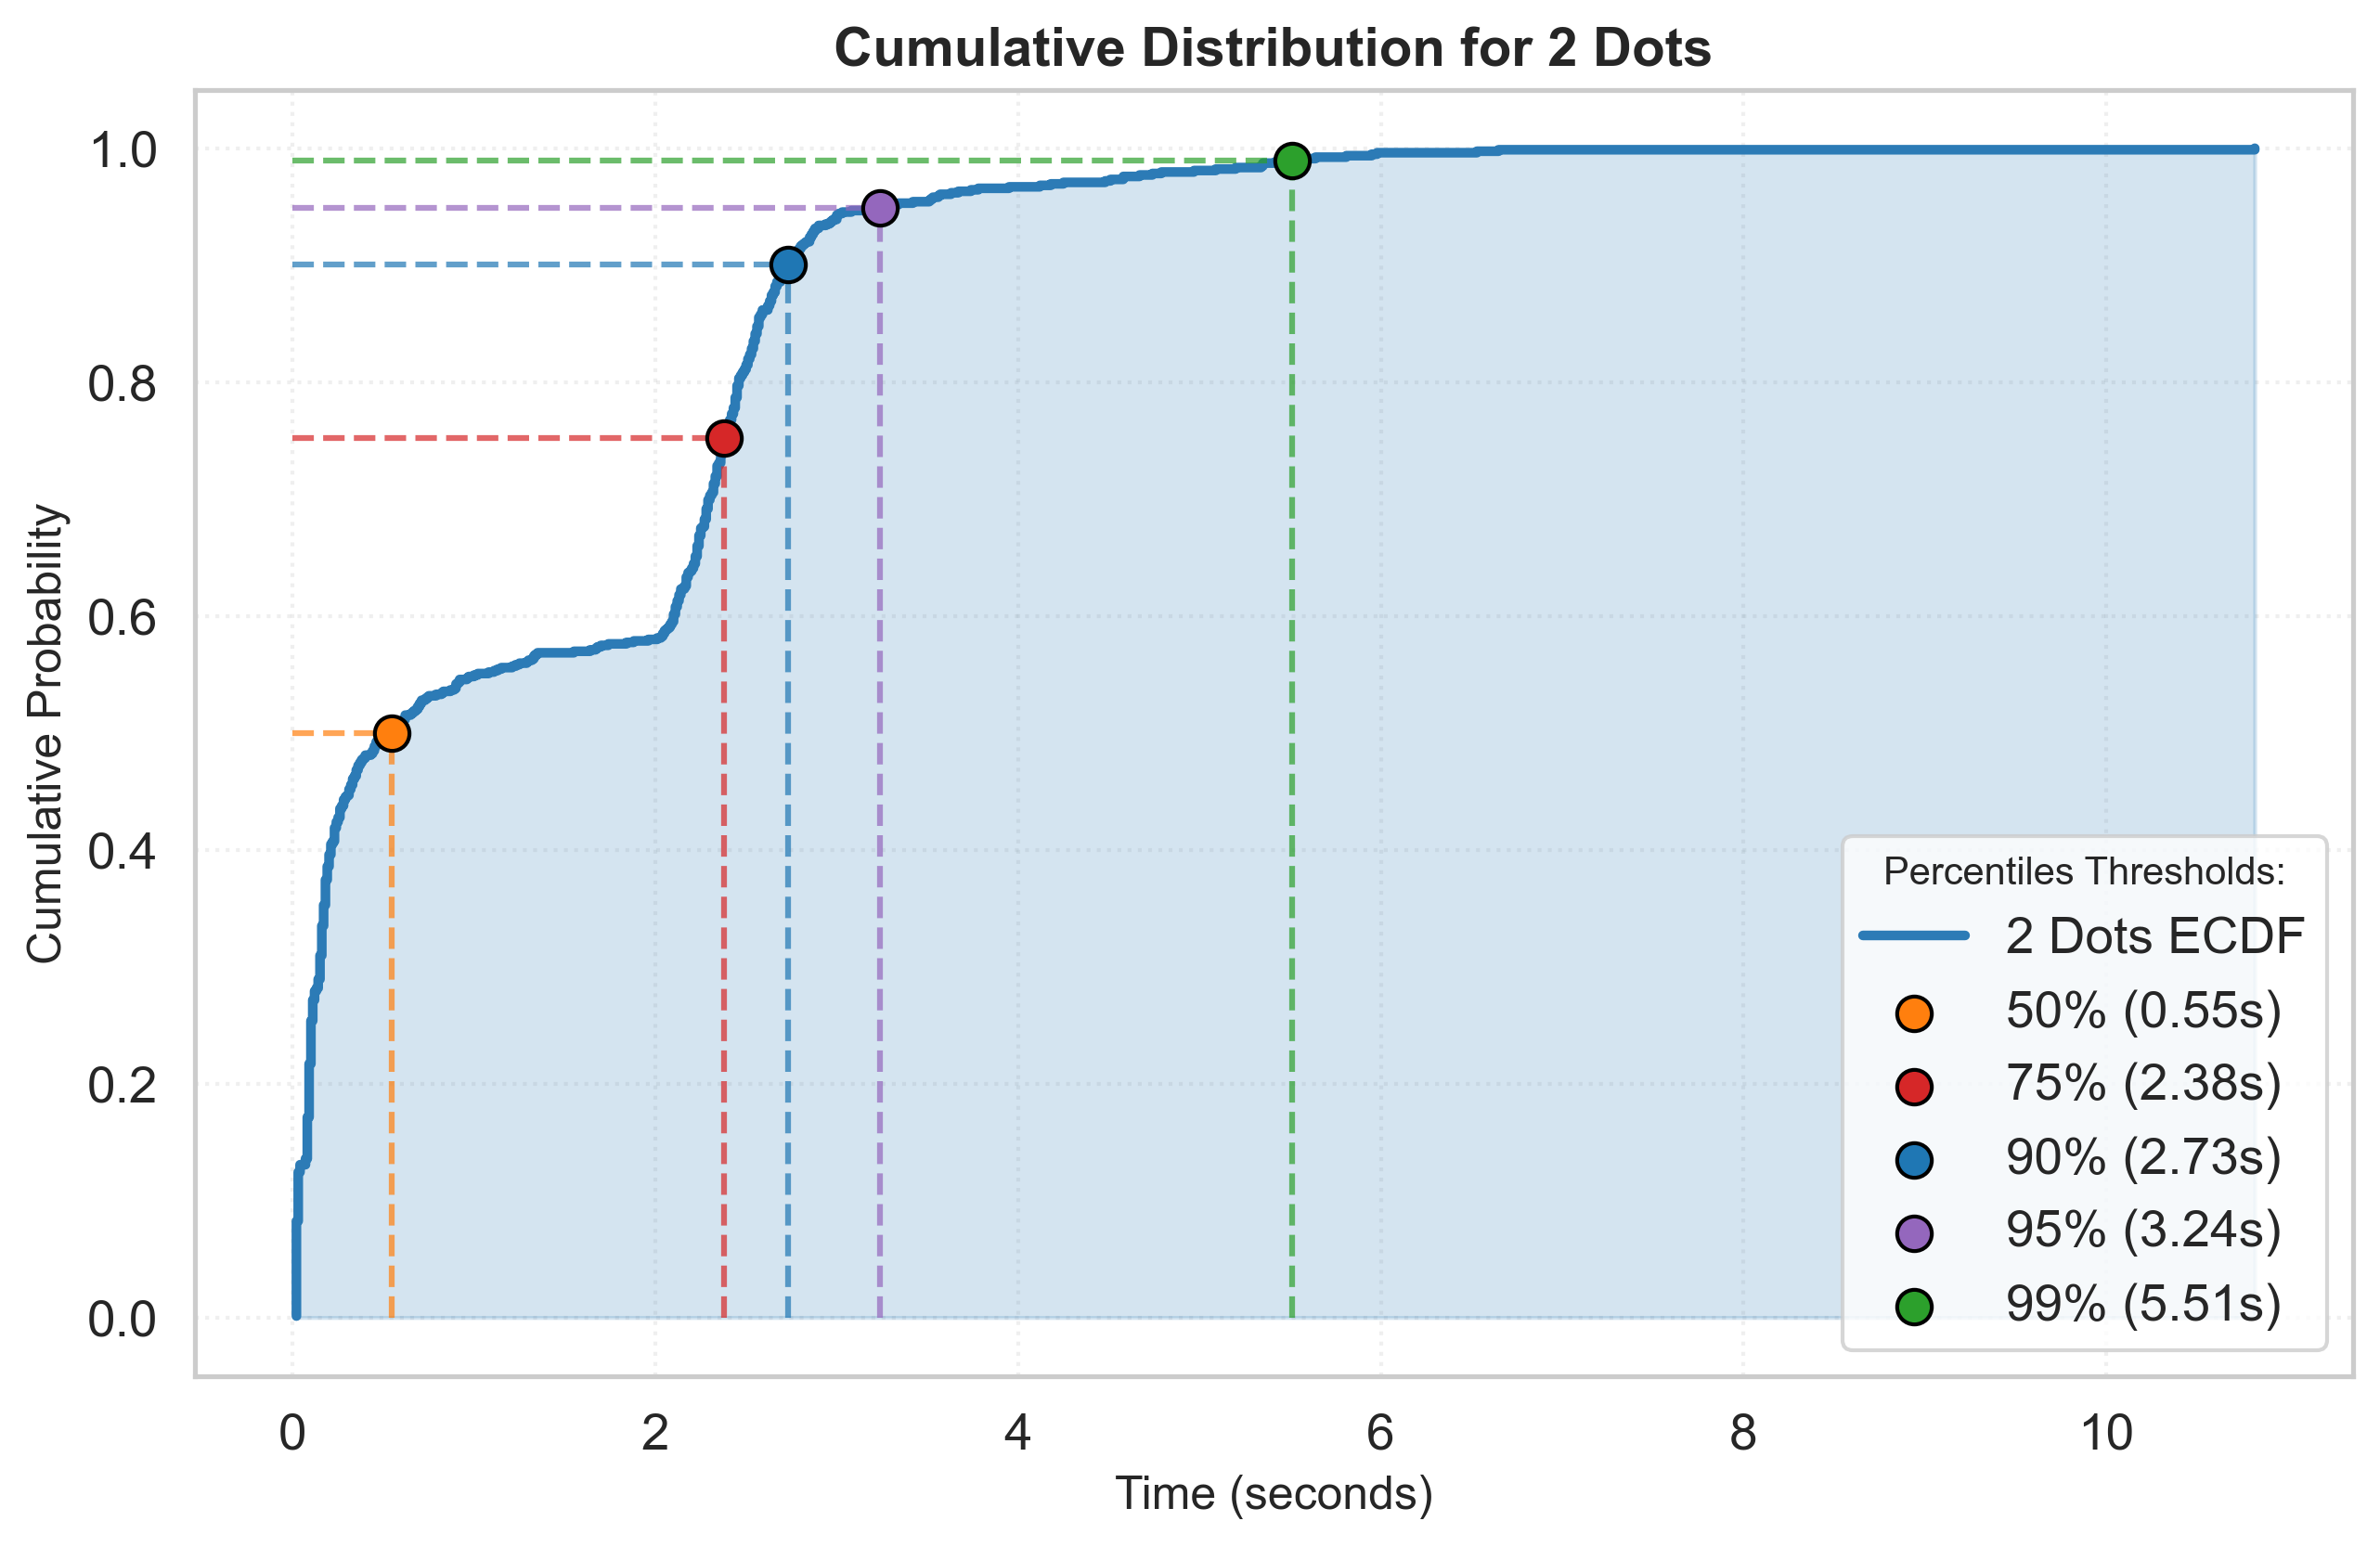 Cumulative Distribution for 2 Dots
Cumulative Probability
1.0
0.8
0.6
0.4
0.2
0.0
0
2
4
6
8
10
Time (seconds)
Percentiles Thresholds:
2 Dots ECDF
50% (0.55s)
75% (2.38s)
90% (2.73s)
95% (3.24s)
99% (5.51s)